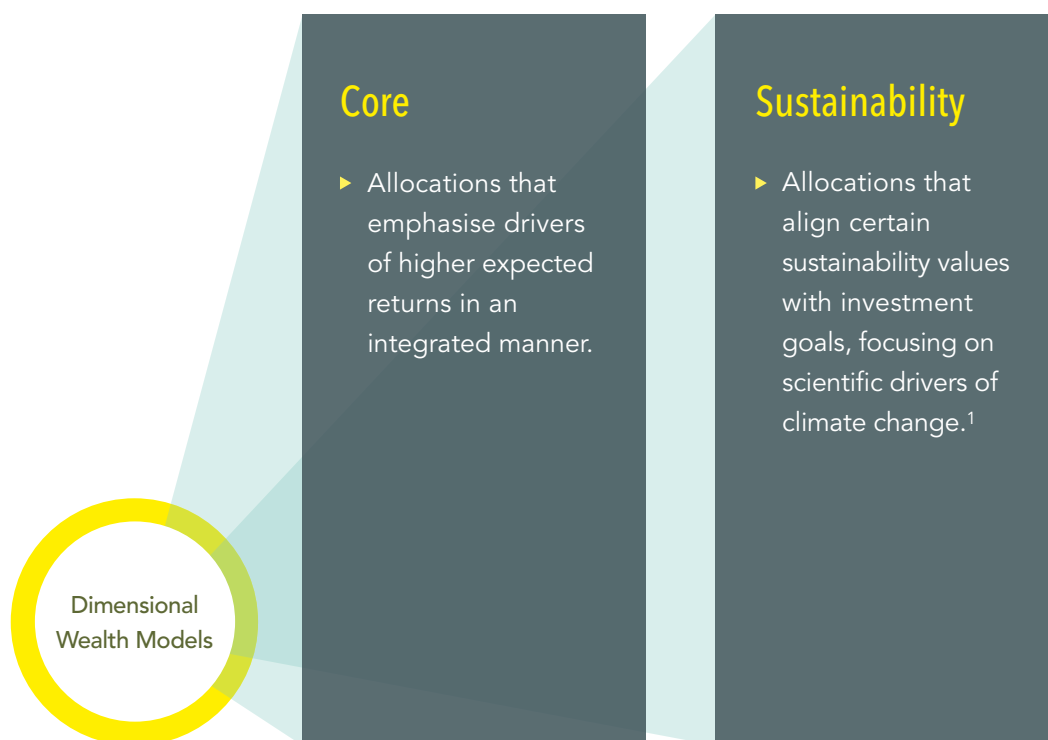 Core
▸ Allocations that
emphasise drivers
of higher expected
returns in an
integrated manner.
Sustainability
▸ Allocations that
align certain
sustainability values
with investment
goals, focusing on
scientific drivers of
climate change.¹
Dimensional
Wealth Models